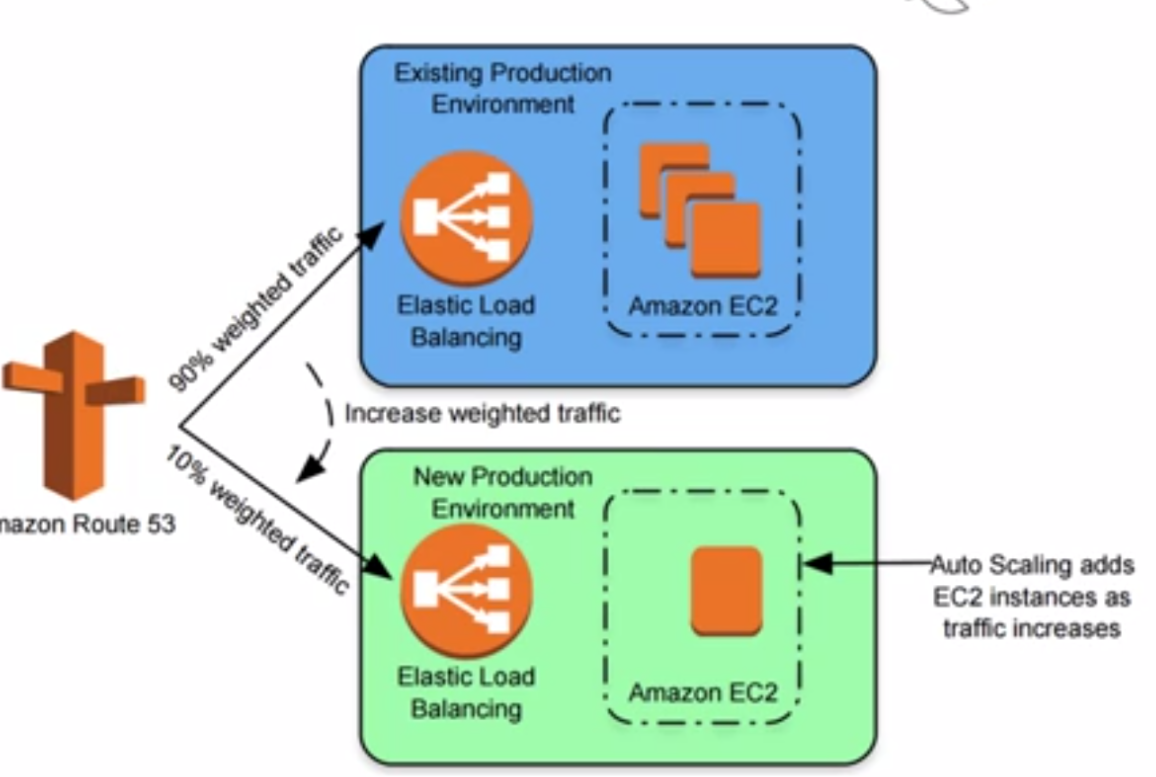 Existing Production
Environment
Elastic Load
Balancing
Amazon EC2
90% weighted traffic
Increase weighted traffic
10% weighted traffic
mazon Route 53
New Production
Environment
Elastic Load
Balancing
Amazon EC2
Auto Scaling adds
EC2 instances as
traffic increases